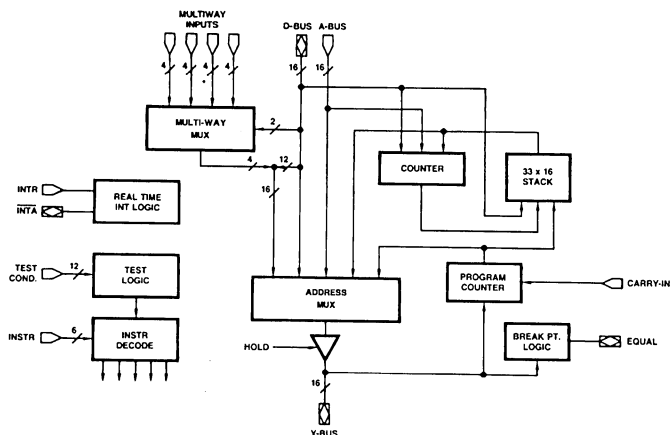 MULTIWAY
INPUTS
D-BUS
A-BUS
4
4
4
4
16
16
MULTI-WAY
MUX
2
4
12
16
COUNTER
33 x 16
STACK
INTR
INTA
REAL TIME
INT LOGIC
TEST
COND.
12
TEST
LOGIC
ADDRESS
MUX
PROGRAM
COUNTER
CARRY-IN
INSTR
6
INSTR
DECODE
HOLD
BREAK PT.
LOGIC
EQUAL
16
Y-BUS